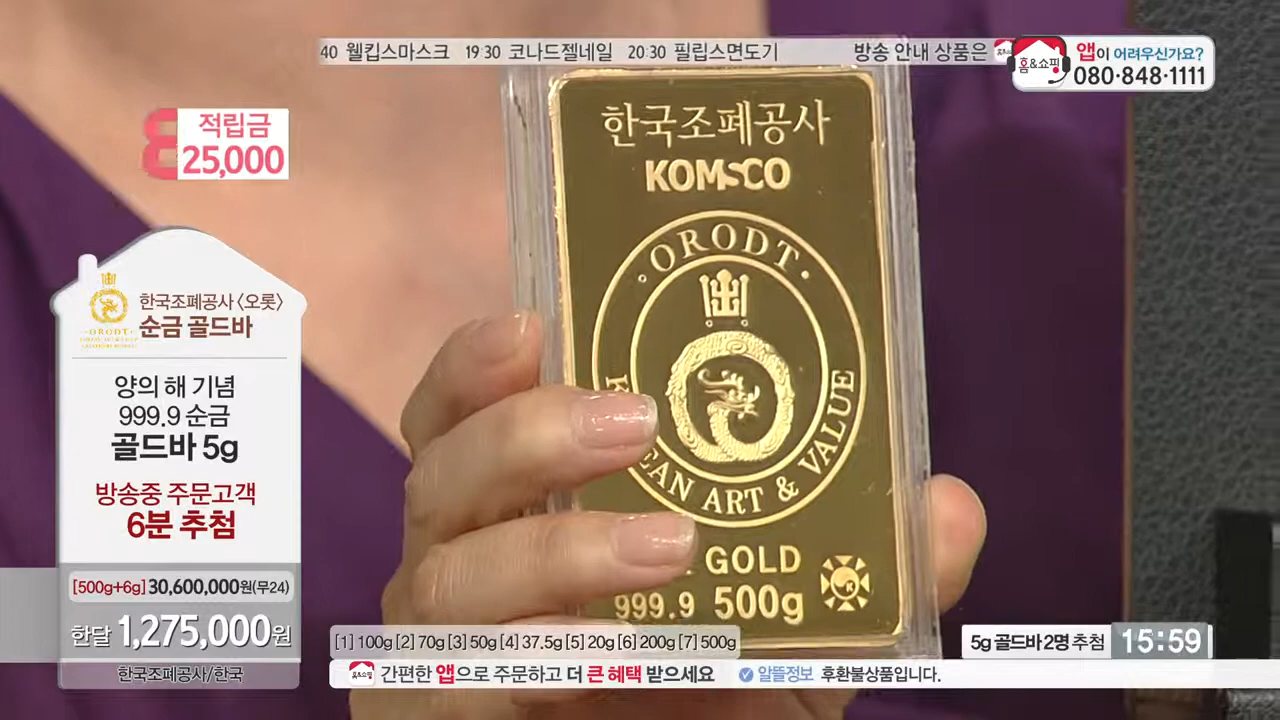 40 웰킵스마스크 19 30 코나드젤네일 20:30 필립스면도기 방송 안내 상품은
홈&쇼핑
앱이 어려우신가요?
080·848·1111
적립금
25,000
한국조폐공사
KOMSCO
·ORODT·
EAN ART & VALUE
GOLD
999.9 500g
·ORODT·
한국조폐공사〈오롯〉
순금 골드바
양의 해 기념
999.9 순금
골드바 5g
방송중 주문고객
6분 추첨
[500g+6g] 30,600,000원(무24)
한달 1,275,000원
한국조폐공사/한국
[1] 100g [2] 70g [3] 50g [4] 37.5g [5] 20g [6] 200g [7] 500g
5g 골드바 2명 추첨 15:59
홈&쇼핑 간편한 앱으로 주문하고 더 큰 혜택 받으세요 알뜰정보 후환불상품입니다.